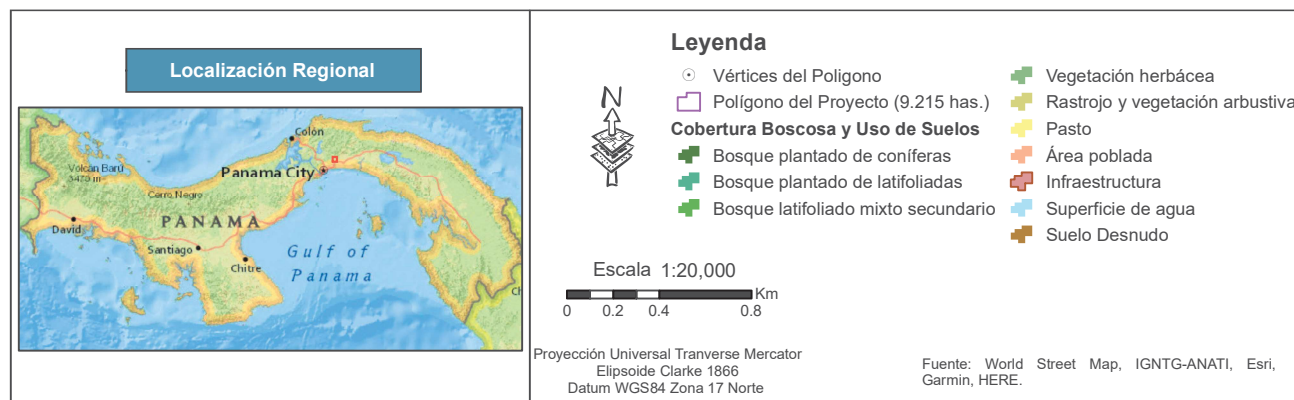 Localización Regional
Colón
Volcán Barú
3475 m
Panama City
Cerro Negro
PANAMA
David
Santiago
Chitre
Gulf of
Panama
Leyenda
Vértices del Poligono
Polígono del Proyecto (9.215 has.)
Cobertura Boscosa y Uso de Suelos
Bosque plantado de coníferas
Bosque plantado de latifoliadas
Bosque latifoliado mixto secundario
Vegetación herbácea
Rastrojo y vegetación arbustiva
Pasto
Área poblada
Infraestructura
Superficie de agua
Suelo Desnudo
N
Escala 1:20,000
Km
0 0.2 0.4 0.8
Proyección Universal Tranverse Mercator
Elipsoide Clarke 1866
Datum WGS84 Zona 17 Norte
Fuente: World Street Map, IGNTG-ANATI, Esri,
Garmin, HERE.